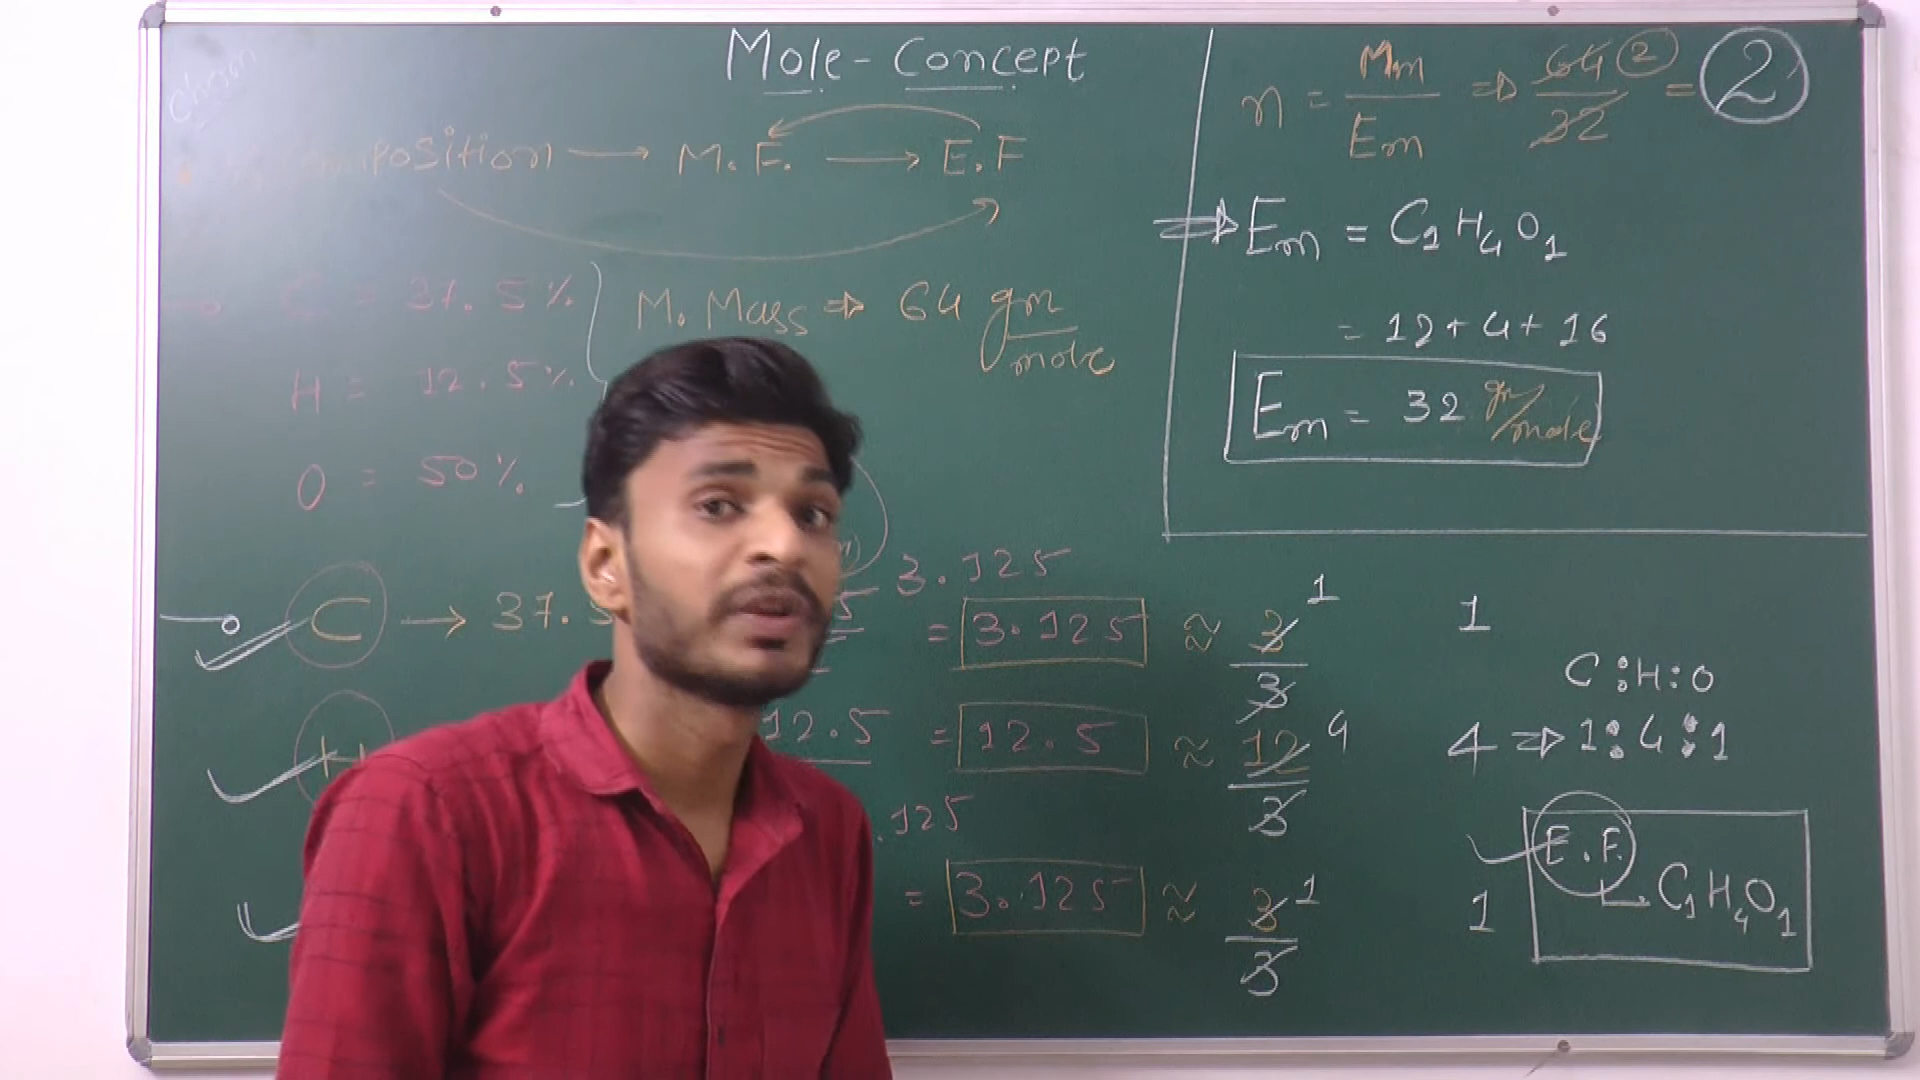 Mole - Concept
composition → M.F. → E.F
C = 37.5%
H = 12.5%
O = 50%
M. Mass ⇒ 64 gm/mole
C → 37.5
3.125
= 3.125 ≈ 3/3 1
12.5 = 12.5 ≈ 12/3 4
.125
= 3.125 ≈ 3/3 1
n = Mm/Em ⇒ 64/32 2 = 2
⇒ Em = C1H4O1
= 12 + 4 + 16
Em = 32 gm/mole
1
C : H : O
4 ⇒ 1 : 4 : 1
1
E.F.
C1H4O1